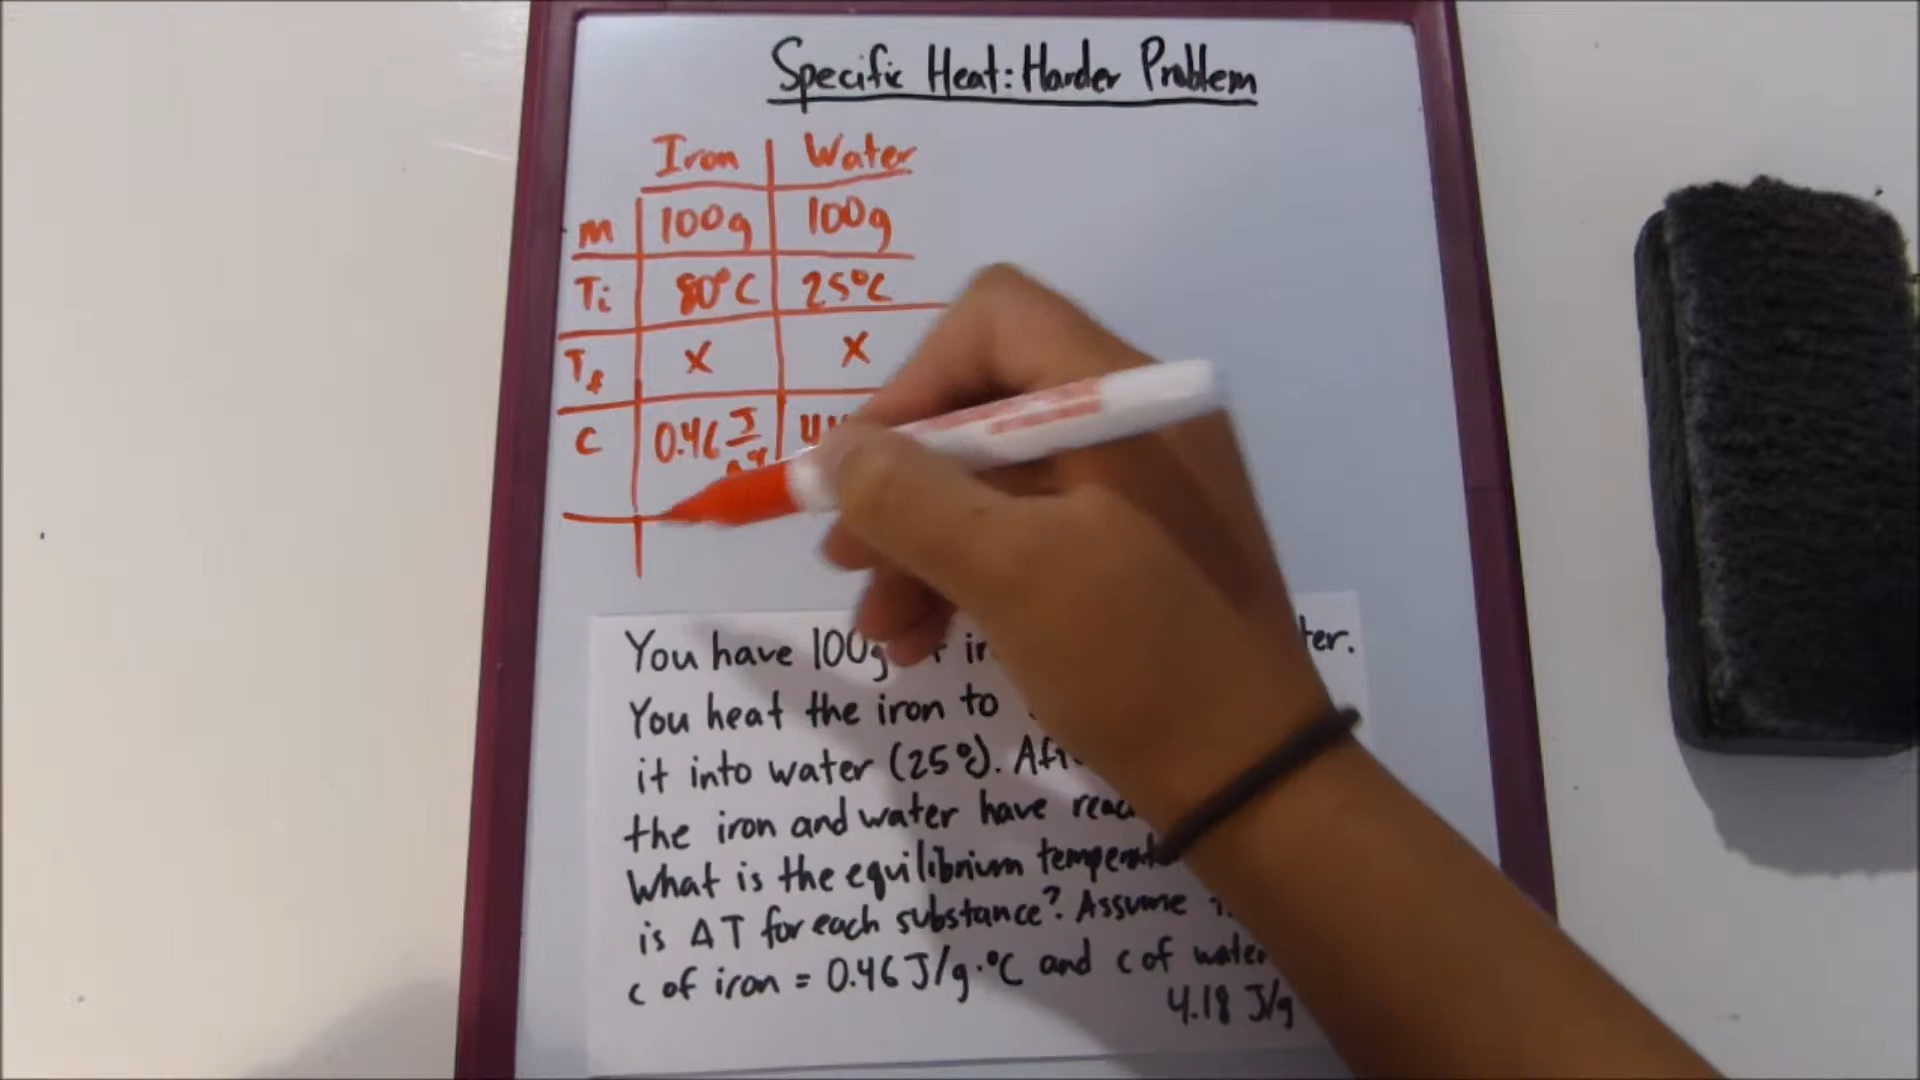 Specific Heat: Harder Problem
Iron Water
m 100g 100g
Ti 80°C 25°C
Tf X X
C 0.46 J
You have 100g
You heat the iron to
it into water (25°).
the iron and water have
What is the equilibrium
is ΔT for each substance? Assume
c of iron = 0.46 J/g·°C and c of water
4.18 J/g